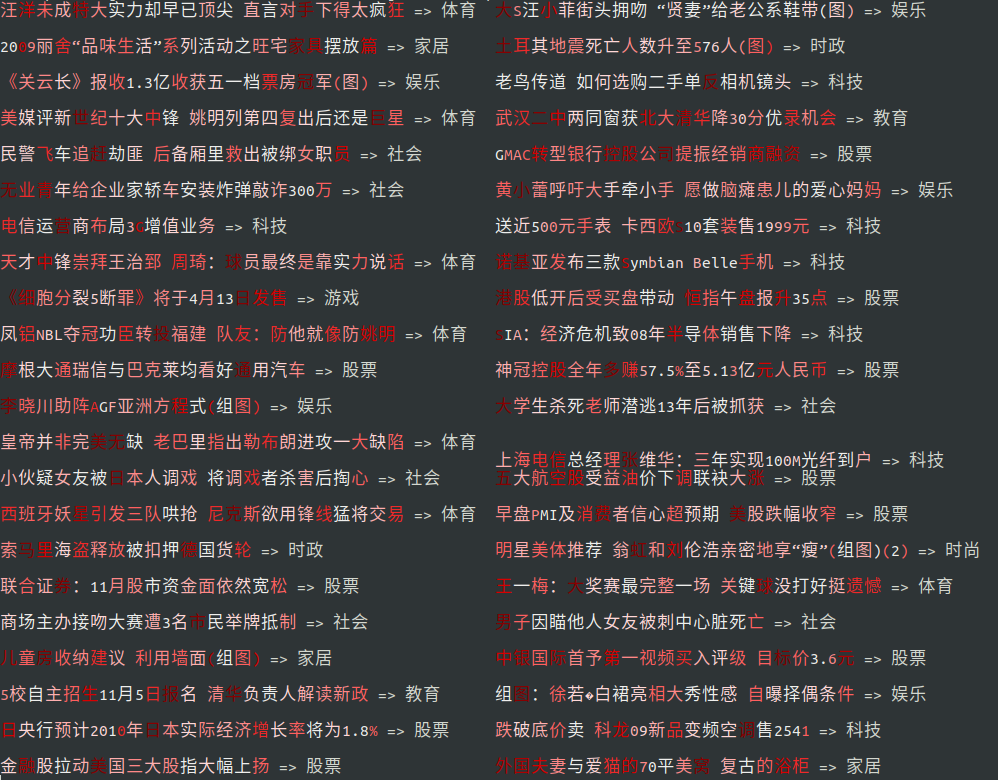 汪洋未成特大实力却早已顶尖 直言对手下得太疯狂 => 体育
2009丽舍“品味生活”系列活动之旺宅家具摆放篇 => 家居
《关云长》报收1.3亿收获五一档票房冠军(图) => 娱乐
美媒评新世纪十大中锋 姚明列第四复出后还是巨星 => 体育
民警飞车追赶劫匪 后备厢里救出被绑女职员 => 社会
无业青年给企业家轿车安装炸弹敲诈300万 => 社会
电信运营商布局3G增值业务 => 科技
天才中锋崇拜王治郅 周琦：球员最终是靠实力说话 => 体育
《细胞分裂5断罪》将于4月13日发售 => 游戏
凤铝NBL夺冠功臣转投福建 队友：防他就像防姚明 => 体育
摩根大通瑞信与巴克莱均看好通用汽车 => 股票
李晓川助阵AGF亚洲方程式(组图) => 娱乐
皇帝并非完美无缺 老巴里指出勒布朗进攻一大缺陷 => 体育
小伙疑女友被日本人调戏 将调戏者杀害后掏心 => 社会
西班牙妖星引发三队哄抢 尼克斯欲用锋线猛将交易 => 体育
索马里海盗释放被扣押德国货轮 => 时政
联合证券：11月股市资金面依然宽松 => 股票
商场主办接吻大赛遭3名市民举牌抵制 => 社会
儿童房收纳建议 利用墙面(组图) => 家居
5校自主招生11月5日报名 清华负责人解读新政 => 教育
日央行预计2010年日本实际经济增长率将为1.8% => 股票
金融股拉动美国三大股指大幅上扬 => 股票
大S汪小菲街头拥吻 “贤妻”给老公系鞋带(图) => 娱乐
土耳其地震死亡人数升至576人(图) => 时政
老鸟传道 如何选购二手单反相机镜头 => 科技
武汉二中两同窗获北大清华降30分优录机会 => 教育
GMAC转型银行控股公司提振经销商融资 => 股票
黄小蕾呼吁大手牵小手 愿做脑瘫患儿的爱心妈妈 => 娱乐
送近500元手表 卡西欧S10套装售1999元 => 科技
诺基亚发布三款Symbian Belle手机 => 科技
港股低开后受买盘带动 恒指午盘报升35点 => 股票
SIA：经济危机致08年半导体销售下降 => 科技
神冠控股全年多赚57.5%至5.13亿元人民币 => 股票
大学生杀死老师潜逃13年后被抓获 => 社会
上海电信总经理张维华：三年实现100M光纤到户 => 科技
五大航空股受益油价下调联袂大涨 => 股票
早盘PMI及消费者信心超预期 美股跌幅收窄 => 股票
明星美体推荐 翁虹和刘伦浩亲密地享“瘦”(组图)(2) => 时尚
王一梅：大奖赛最完整一场 关键球没打好挺遗憾 => 体育
男子因瞄他人女友被刺中心脏死亡 => 社会
中银国际首予第一视频买入评级 目标价3.6元 => 股票
组图：徐若�白裙亮相大秀性感 自曝择偶条件 => 娱乐
跌破底价卖 科龙09新品变频空调售2541 => 科技
外国夫妻与爱猫的70平美窝 复古的浴柜 => 家居